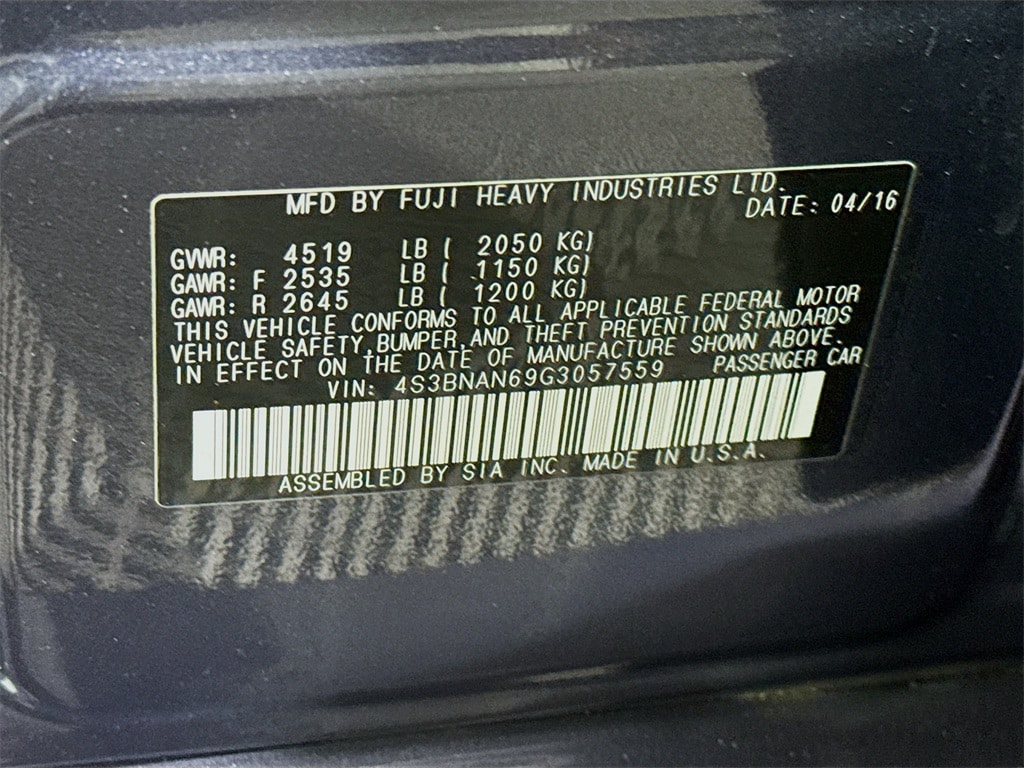 MFD BY FUJI HEAVY INDUSTRIES LTD.
DATE: 04/16
GVWR: 4519 LB ( 2050 KG)
GAWR: F 2535 LB ( 1150 KG)
GAWR: R 2645 LB ( 1200 KG)
THIS VEHICLE CONFORMS TO ALL APPLICABLE FEDERAL MOTOR
VEHICLE SAFETY, BUMPER, AND THEFT PREVENTION STANDARDS
IN EFFECT ON THE DATE OF MANUFACTURE SHOWN ABOVE.
VIN: 4S3BNAN69G3057559 PASSENGER CAR
ASSEMBLED BY SIA INC. MADE IN U.S.A.